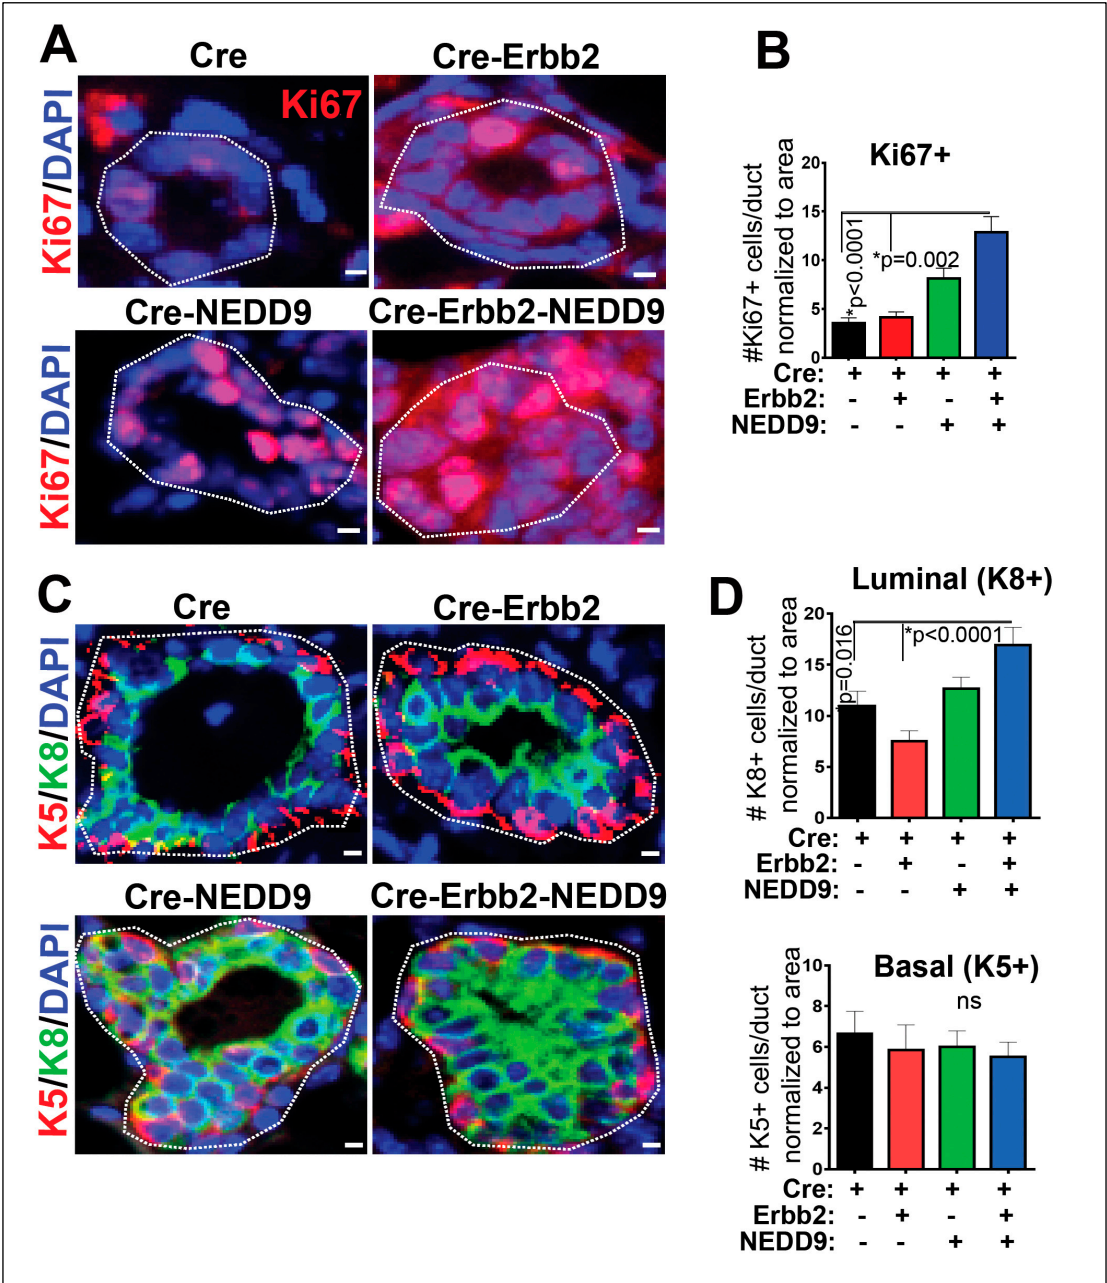 A
Cre
Cre-Erbb2
Ki67/DAPI
Ki67
Cre-NEDD9
Cre-Erbb2-NEDD9
Ki67/DAPI
B
Ki67+
#Ki67+ cells/duct
normalized to area
20
15
10
5
0
*p<0.0001
*p=0.002
Cre: + + + +
Erbb2: - + - +
NEDD9: - - + +
C
Cre
Cre-Erbb2
K5/K8/DAPI
Cre-NEDD9
Cre-Erbb2-NEDD9
K5/K8/DAPI
D
Luminal (K8+)
# K8+ cells/duct
normalized to area
20
15
10
5
0
*p=0.016
*p<0.0001
Cre: + + + +
Erbb2: - + - +
NEDD9: - - + +
Basal (K5+)
ns
# K5+ cells/duct
normalized to area
10
8
6
4
2
0
Cre: + + + +
Erbb2: - + - +
NEDD9: - - + +